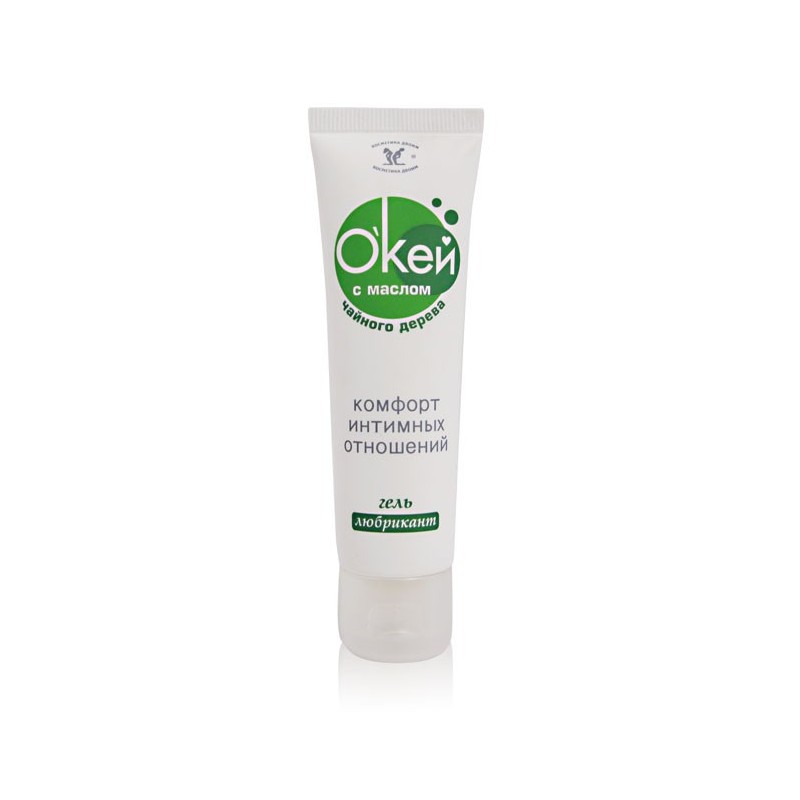 О'Кей
с маслом
чайного дерева
комфорт
интимных
отношений
гель
любрикант